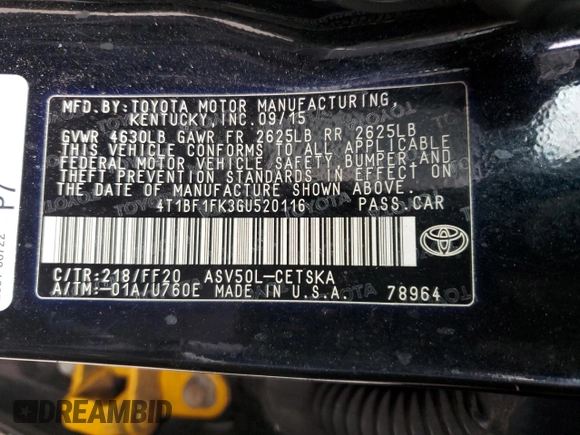 MFD.BY:TOYOTA MOTOR MANUFACTURING,
KENTUCKY,INC.09/15
GVWR 4630LB GAWR FR 2625LB RR 2625LB
THIS VEHICLE CONFORMS TO ALL APPLICABLE
FEDERAL MOTOR VEHICLE SAFETY,BUMPER AND
THEFT PREVENTION STANDARDS IN EFFECT ON
THE DATE OF MANUFACTURE SHOWN ABOVE.
4T1BF1FK3GU520116 PASS.CAR
C/TR:218/FF20 ASV50L-CETSKA
A/TM:-01A/U760E MADE IN U.S.A. 78964
P7
DREAMBID